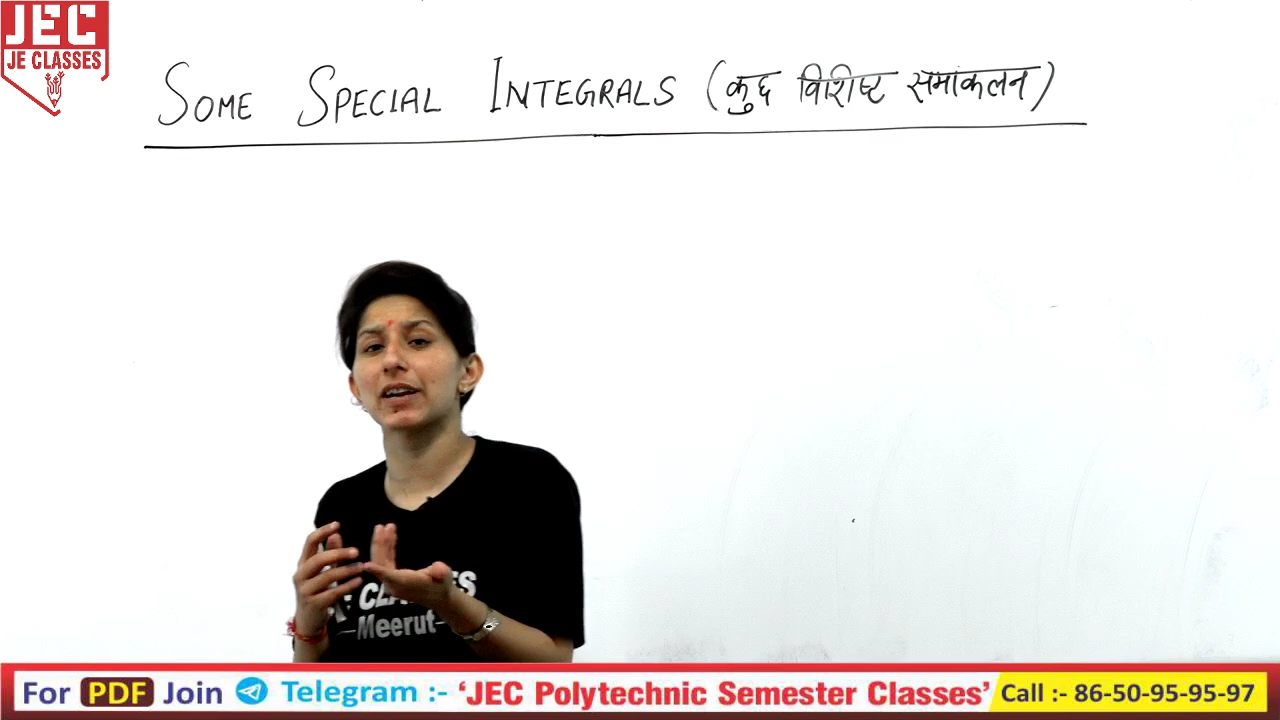 JEC
JE CLASSES
SOME SPECIAL INTEGRALS (कुछ विशिष्ट समाकलन)
CLASSES
Meerut
For PDF Join Telegram :- ‘JEC Polytechnic Semester Classes’ Call :- 86-50-95-95-97